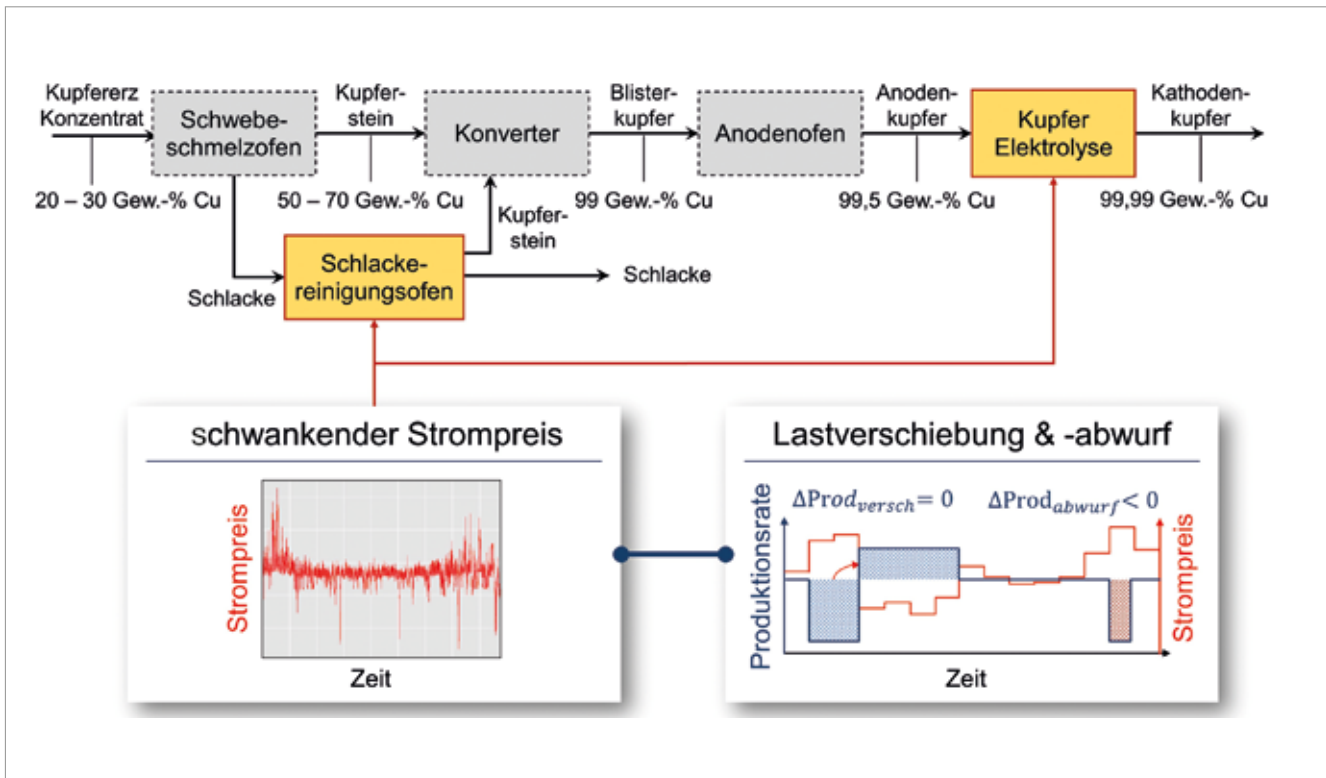 Kupfererz
Konzentrat
Schwebe-
schmelzofen
Kupfer-
stein
Konverter
Blister-
kupfer
Anodenofen
Anoden-
kupfer
Kupfer
Elektrolyse
Kathoden-
kupfer
20 – 30 Gew.-% Cu
50 – 70 Gew.-% Cu
99 Gew.-% Cu
99,5 Gew.-% Cu
99,99 Gew.-% Cu
Kupfer-
stein
Schlacke
Schlacke-
reinigungsofen
Schlacke
schwankender Strompreis
Strompreis
Zeit
Lastverschiebung & -abwurf
ΔProd_versch = 0
ΔProd_abwurf < 0
Produktionsrate
Strompreis
Zeit